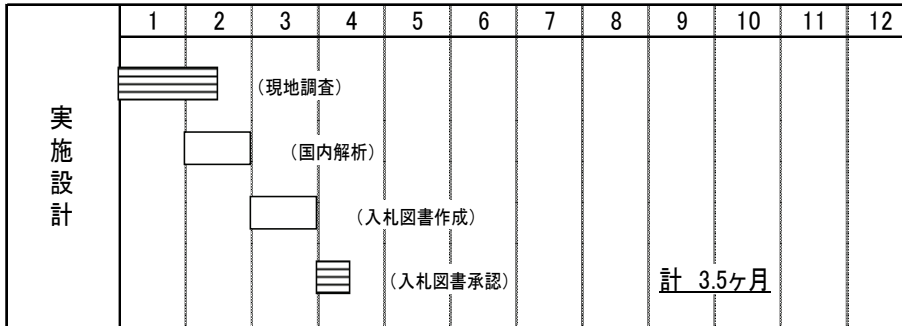 1 2 3 4 5 6 7 8 9 10 11 12
実施設計
(現地調査)
(国内解析)
(入札図書作成)
(入札図書承認)
計 3.5ヶ月